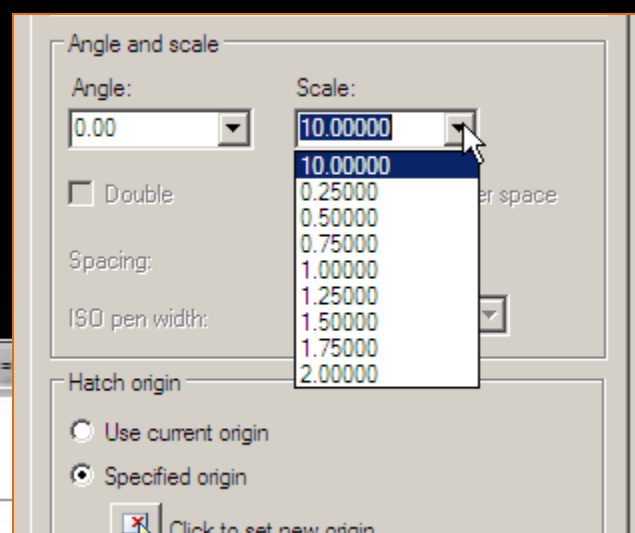 Angle and scale
Angle: Scale:
0.00 10.00000
10.00000
0.25000
Double er space
0.50000
0.75000
Spacing:
1.00000
1.25000
ISO pen width:
1.50000
1.75000
2.00000
Hatch origin
Use current origin
Specified origin
Click to set new origin